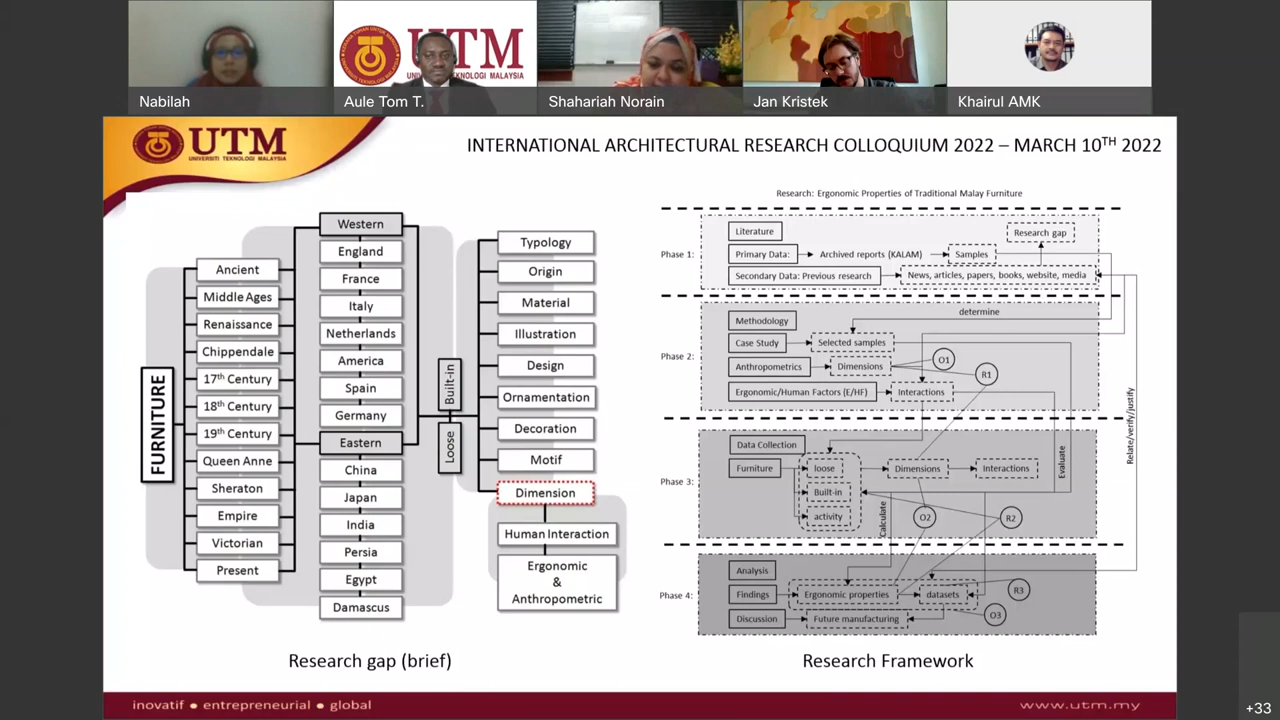 UTM
UNIVERSITI TEKNOLOGI MALAYSIA
Nabilah
Aule Tom T.
Shahariah Norain
Jan Kristek
Khairul AMK
UTM
UNIVERSITI TEKNOLOGI MALAYSIA
INTERNATIONAL ARCHITECTURAL RESEARCH COLLOQUIUM 2022 – MARCH 10TH 2022
FURNITURE
Ancient
Middle Ages
Renaissance
Chippendale
17th Century
18th Century
19th Century
Queen Anne
Sheraton
Empire
Victorian
Present
Western
England
France
Italy
Netherlands
America
Spain
Germany
Eastern
China
Japan
India
Persia
Egypt
Damascus
Built-in
Loose
Typology
Origin
Material
Illustration
Design
Ornamentation
Decoration
Motif
Dimension
Human Interaction
Ergonomic
&
Anthropometric
Research gap (brief)
Research: Ergonomic Properties of Traditional Malay Furniture
Phase 1:
Literature
Research gap
Primary Data:
Archived reports (KALAM)
Samples
Secondary Data: Previous research
News, articles, papers, books, website, media
Phase 2:
determine
Methodology
Case Study
Selected samples
Anthropometrics
Dimensions
O1
R1
Ergonomic/Human Factors (E/HF)
Interactions
Phase 3:
Data Collection
Furniture
loose
Dimensions
Interactions
Built-in
activity
O2
R2
calculate
Evaluate
Relate/verify/justify
Phase 4:
Analysis
Findings
Ergonomic properties
datasets
R3
O3
Discussion
Future manufacturing
Research Framework
inovatif ● entrepreneurial ● global
www.utm.my
+33